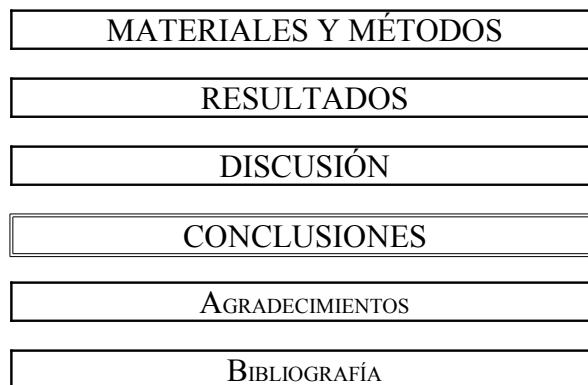 MATERIALES Y MÉTODOS
RESULTADOS
DISCUSIÓN
CONCLUSIONES
AGRADECIMIENTOS
BIBLIOGRAFÍA